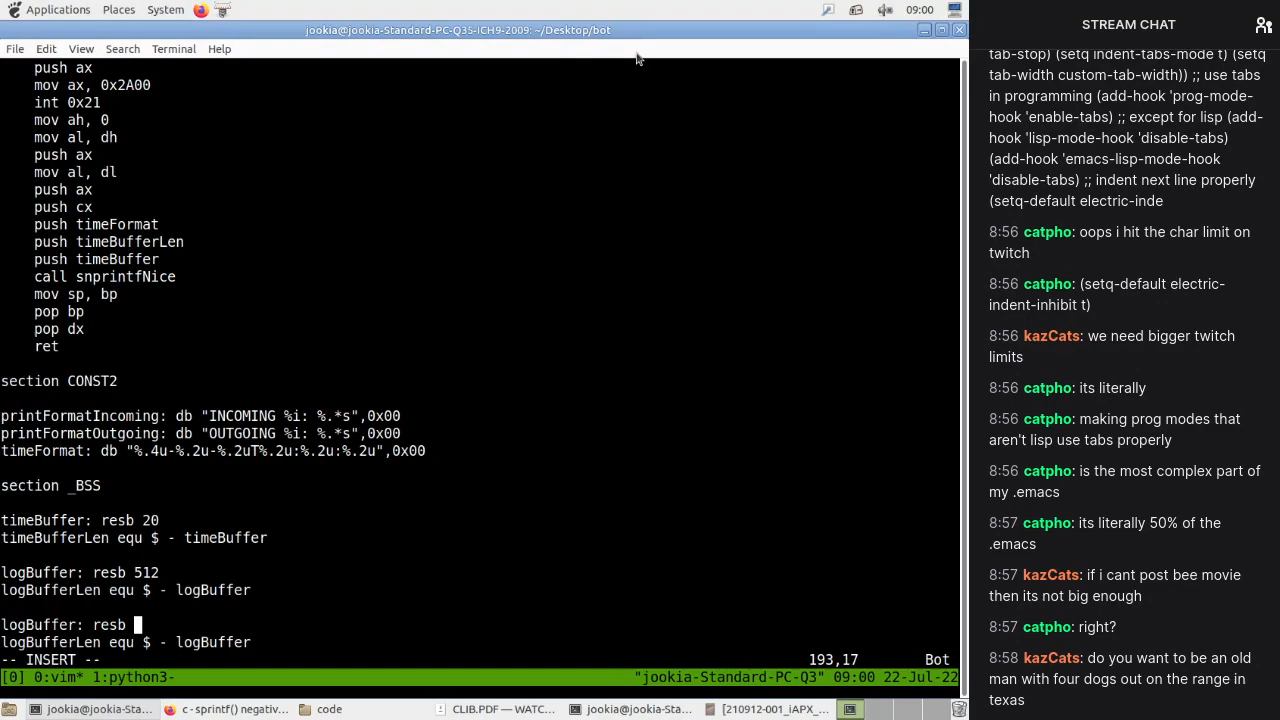 Applications Places System 09:00
jookia@jookia-Standard-PC-Q35-ICH9-2009: ~/Desktop/bot
File Edit View Search Terminal Help
push ax
mov ax, 0x2A00
int 0x21
mov ah, 0
mov al, dh
push ax
mov al, dl
push ax
push cx
push timeFormat
push timeBufferLen
push timeBuffer
call snprintfNice
mov sp, bp
pop bp
pop dx
ret
section CONST2
printFormatIncoming: db "INCOMING %i: %.*s",0x00
printFormatOutgoing: db "OUTGOING %i: %.*s",0x00
timeFormat: db "%.4u-%.2u-%.2uT%.2u:%.2u:%.2u",0x00
section _BSS
timeBuffer: resb 20
timeBufferLen equ $ - timeBuffer
logBuffer: resb 512
logBufferLen equ $ - logBuffer
logBuffer: resb
logBufferLen equ $ - logBuffer
-- INSERT -- 193,17 Bot
[0] 0:vim* 1:python3- "jookia-Standard-PC-Q3" 09:00 22-Jul-22
jookia@jookia-Sta... c - sprintf() negativ... code CLIB.PDF — WATC... jookia@jookia-Sta... [210912-001_iAPX_...
STREAM CHAT
tab-stop) (setq indent-tabs-mode t) (setq
tab-width custom-tab-width)) ;; use tabs
in programming (add-hook 'prog-mode-
hook 'enable-tabs) ;; except for lisp (add-
hook 'lisp-mode-hook 'disable-tabs)
(add-hook 'emacs-lisp-mode-hook
'disable-tabs) ;; indent next line properly
(setq-default electric-inde
8:56 catpho: oops i hit the char limit on
twitch
8:56 catpho: (setq-default electric-
indent-inhibit t)
8:56 kazCats: we need bigger twitch
limits
8:56 catpho: its literally
8:56 catpho: making prog modes that
aren't lisp use tabs properly
8:56 catpho: is the most complex part of
my .emacs
8:57 catpho: its literally 50% of the
.emacs
8:57 kazCats: if i cant post bee movie
then its not big enough
8:57 catpho: right?
8:58 kazCats: do you want to be an old
man with four dogs out on the range in
texas